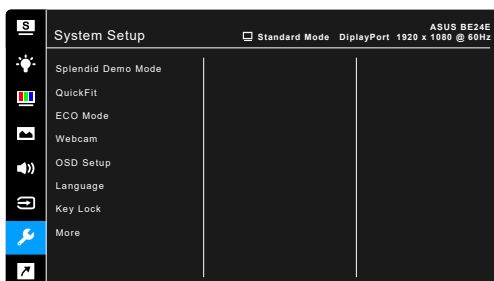 S
System Setup
ASUS BE24E
Standard Mode DiplayPort 1920 x 1080 @ 60Hz
Splendid Demo Mode
QuickFit
ECO Mode
Webcam
OSD Setup
Language
Key Lock
More